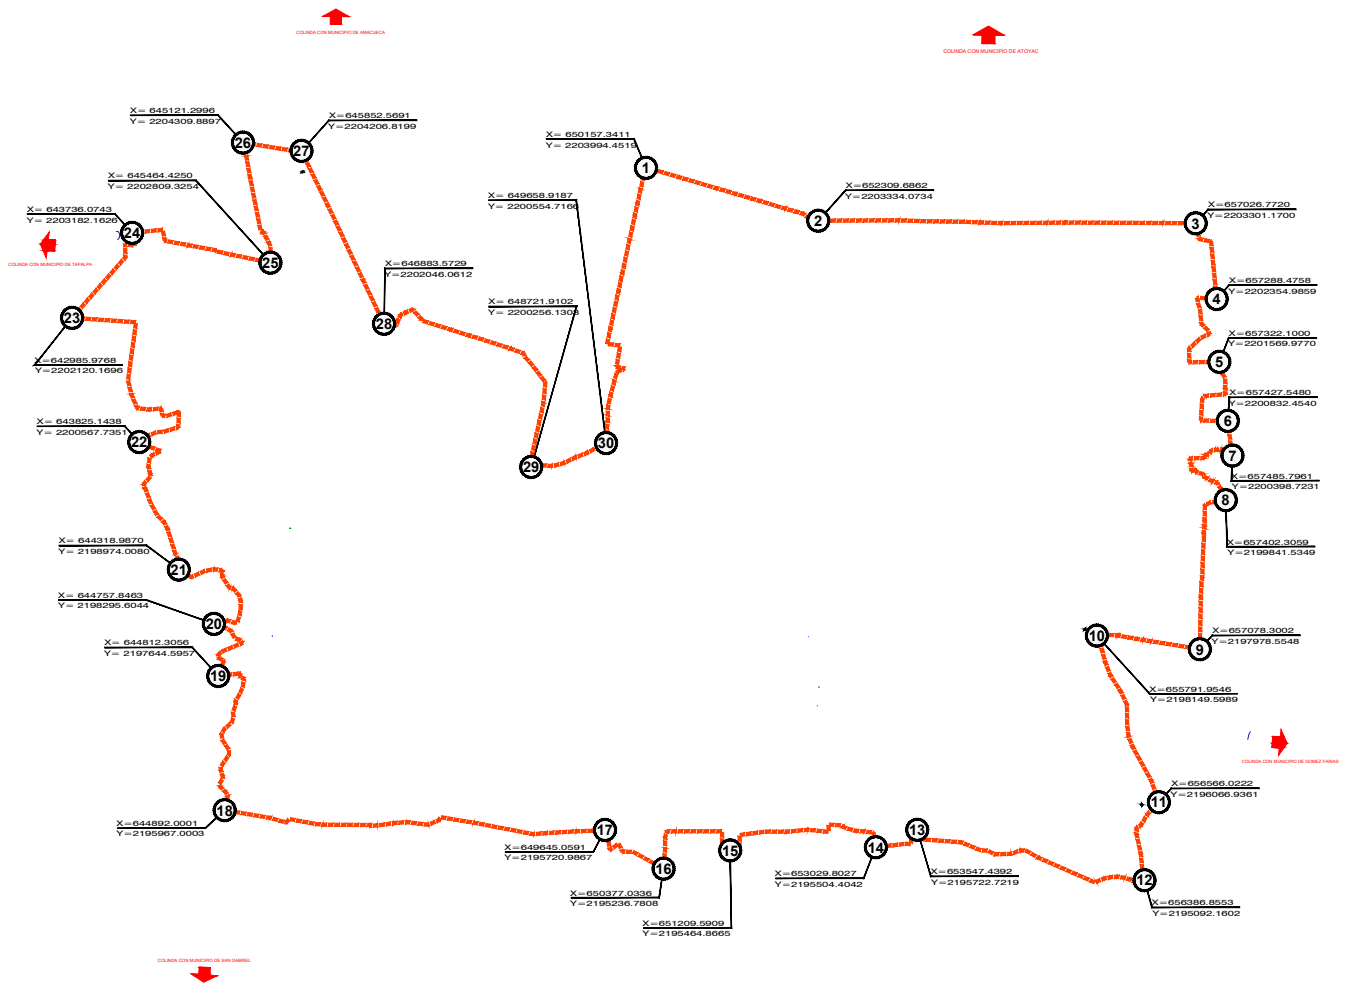 COLINDA CON MUNICIPIO DE AMACUECA
COLINDA CON MUNICIPIO DE ATOYAC
X= 645121.2996
Y= 2204309.8897
26
X=645852.5691
Y=2204206.8199
27
X= 650157.3411
Y= 2203994.4519
1
X= 645464.4250
Y= 2202809.3254
25
X= 649658.9187
Y= 2200554.7166
30
X=652309.6862
Y=2203334.0734
2
X=657026.7720
Y=2203301.1700
3
X= 643736.0743
Y= 2203182.1626
24
COLINDA CON MUNICIPIO DE TAPALPA
X=646883.5729
Y=2202046.0612
28
X=657288.4758
Y=2202354.9859
4
X= 648721.9102
Y= 2200256.1303
29
23
X=642985.9768
Y=2202120.1696
X=657322.1000
Y=2201569.9770
5
X=657427.5480
Y=2200832.4540
6
X= 643825.1438
Y= 2200567.7351
22
7
X=657485.7961
Y=2200398.7231
8
X=657402.3059
Y=2199841.5349
X= 644318.9870
Y= 2198974.0080
21
X= 644757.8463
Y= 2198295.6044
20
X= 644812.3056
Y= 2197644.5957
19
10
X=657078.3002
Y=2197978.5548
9
X=655791.9546
Y=2198149.5989
COLINDA CON MUNICIPIO DE GOMEZ FARIAS
X=656566.0222
Y=2196066.9361
11
18
X=644892.0001
Y=2195967.0003
17
X=649645.0591
Y=2195720.9867
16
X=650377.0336
Y=2195236.7808
15
X=651209.5909
Y=2195464.8665
14
X=653029.8027
Y=2195504.4042
13
X=653547.4392
Y=2195722.7219
12
X=656386.8553
Y=2195092.1602
COLINDA CON MUNICIPIO DE SAN GABRIEL